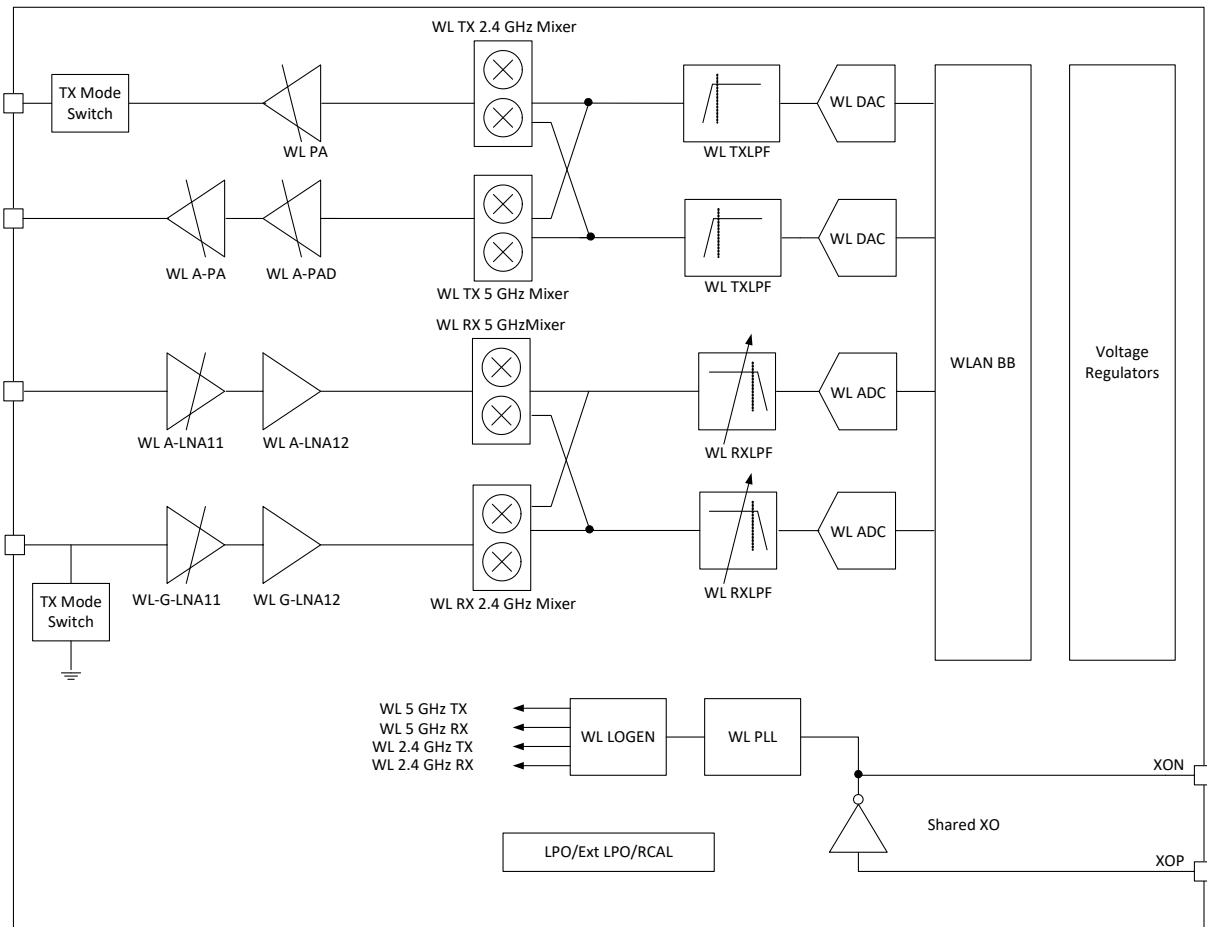 WL TX 2.4 GHz Mixer
TX Mode
Switch
WL PA
WL TXLPF
WL DAC
WL A-PA
WL A-PAD
WL TX 5 GHz Mixer
WL TXLPF
WL DAC
WL RX 5 GHzMixer
WLAN BB
Voltage
Regulators
WL A-LNA11
WL A-LNA12
WL RXLPF
WL ADC
TX Mode
Switch
WL-G-LNA11
WL G-LNA12
WL RX 2.4 GHz Mixer
WL RXLPF
WL ADC
WL 5 GHz TX
WL 5 GHz RX
WL 2.4 GHz TX
WL 2.4 GHz RX
WL LOGEN
WL PLL
XON
Shared XO
LPO/Ext LPO/RCAL
XOP